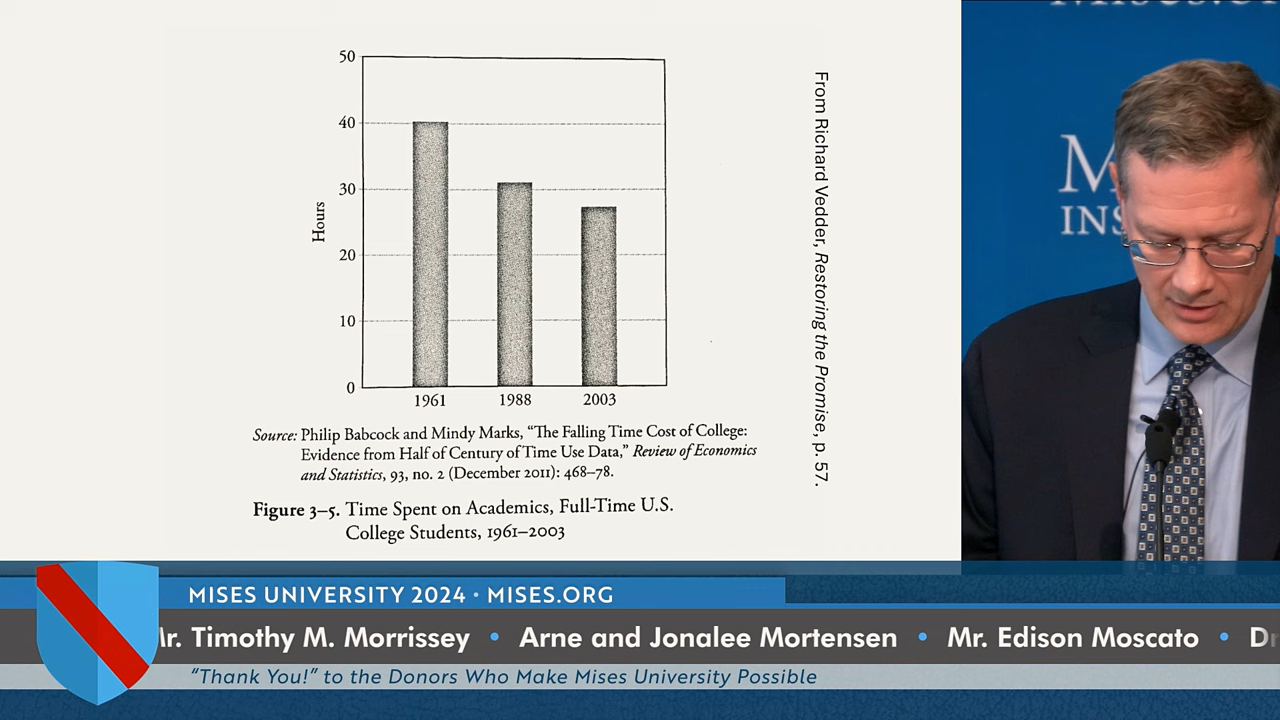 50
40
30
20
10
0
Hours
1961 1988 2003
Source: Philip Babcock and Mindy Marks, “The Falling Time Cost of College:
Evidence from Half of Century of Time Use Data,” Review of Economics
and Statistics, 93, no. 2 (December 2011): 468–78.
Figure 3–5. Time Spent on Academics, Full-Time U.S.
College Students, 1961–2003
From Richard Vedder, Restoring the Promise, p. 57.
MISES UNIVERSITY 2024 · MISES.ORG
Mr. Timothy M. Morrissey • Arne and Jonalee Mortensen • Mr. Edison Moscato •
“Thank You!” to the Donors Who Make Mises University Possible